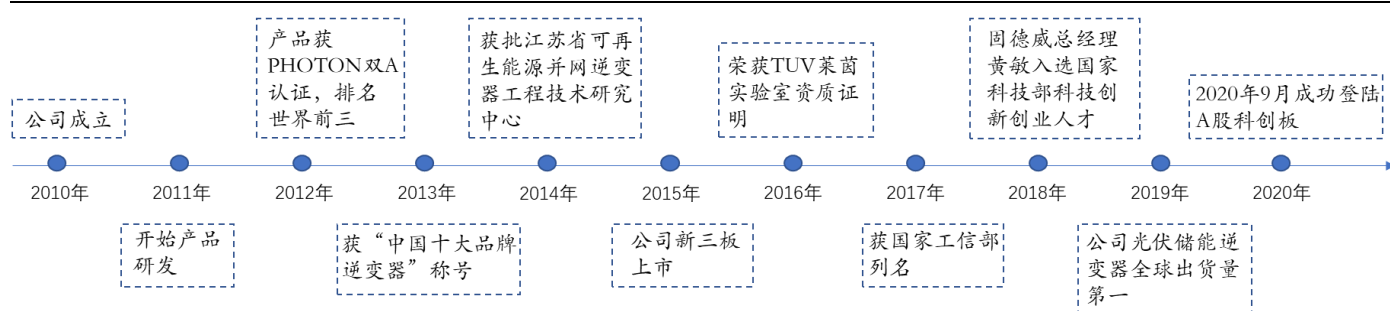 公司成立
产品获
PHOTON双A
认证，排名
世界前三
获批江苏省可再
生能源并网逆变
器工程技术研究
中心
荣获TUV莱茵
实验室资质证
明
固德威总经理
黄敏入选国家
科技部科技创
新创业人才
2020年9月成功登陆
A股科创板
2010年
2011年
2012年
2013年
2014年
2015年
2016年
2017年
2018年
2019年
2020年
开始产品
研发
获“中国十大品牌
逆变器”称号
公司新三板
上市
获国家工信部
列名
公司光伏储能逆
变器全球出货量
第一